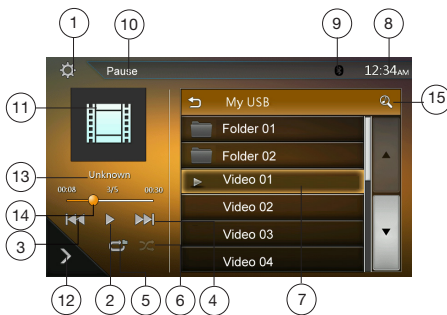 1
10
9
8
Pause
12:34AM
11
My USB
15
Folder 01
Folder 02
13
Unknown
Video 01
00:08 3/5 00:30
14
Video 02
3
Video 03
Video 04
12
2
5
6
4
7